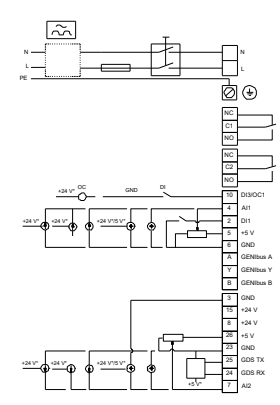 N
N
L
L
PE
NC
C1
NO
NC
C2
NO
+24 V* OC GND DI 10 DI3/OC1
4 AI1
+24 V* +24 V* +24 V*/5 V* 2 DI1
5 +5 V
6 GND
A GENIbus A
Y GENIbus Y
B GENIbus B
3 GND
15 +24 V
8 +24 V
26 +5 V
23 GND
+24 V* +24 V* +24 V*/5 V* 25 GDS TX
24 GDS RX
+5 V*
7 AI2